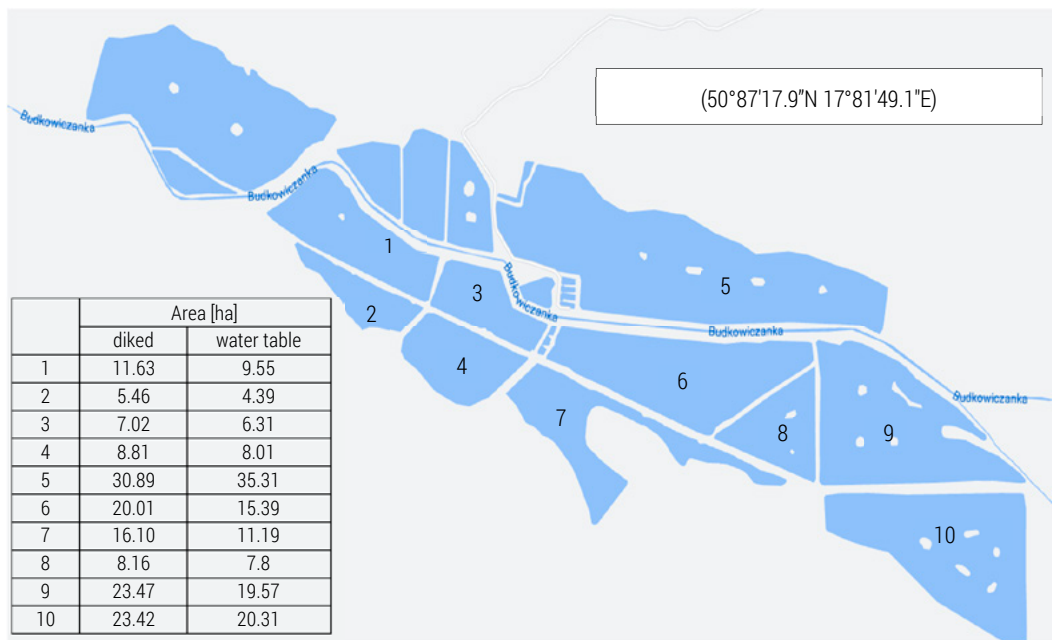 (50°87'17.9"N 17°81'49.1"E)
Budkowiczanka
Budkowiczanka
1
5
3
Budkowiczanka
2
Budkowiczanka
4
6
Budkowiczanka
7
8
9
10
Area [ha]
diked water table
1 11.63 9.55
2 5.46 4.39
3 7.02 6.31
4 8.81 8.01
5 30.89 35.31
6 20.01 15.39
7 16.10 11.19
8 8.16 7.8
9 23.47 19.57
10 23.42 20.31